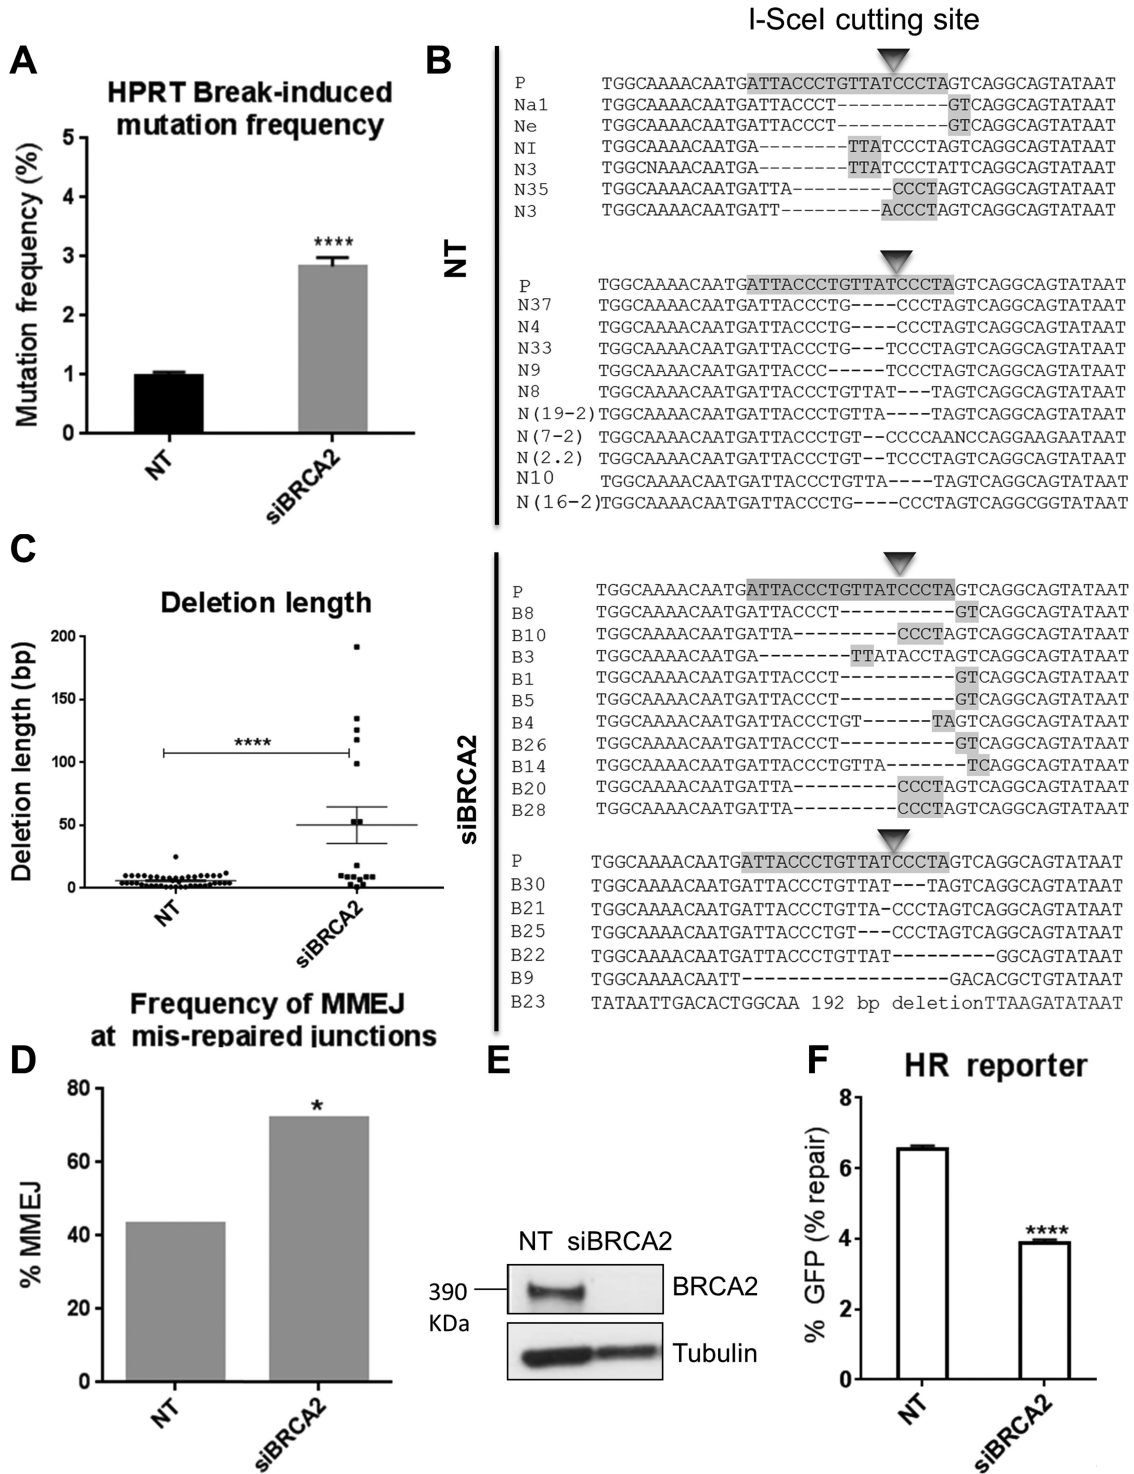 A
HPRT Break-induced
mutation frequency
Mutation frequency (%)
5
4
3
2
1
0
****
NT
siBRCA2
B
I-SceI cutting site
NT
P TGGCAAAACAATGATTACCCTGTTATCCCTAGTCAGGCAGTATAAT
Na1 TGGCAAAACAATGATTACCCT----------GTCAGGCAGTATAAT
Ne TGGCAAAACAATGATTACCCT----------GTCAGGCAGTATAAT
NI TGGCAAAACAATGA--------TTATCCCTAGTCAGGCAGTATAAT
N3 TGGCNAAACAATGA--------TTATCCCTATTCAGGCAGTATAAT
N35 TGGCAAAACAATGATTA---------CCCTAGTCAGGCAGTATAAT
N3 TGGCAAAACAATGATT---------ACCCTAGTCAGGCAGTATAAT
P TGGCAAAACAATGATTACCCTGTTATCCCTAGTCAGGCAGTATAAT
N37 TGGCAAAACAATGATTACCCTG----CCCTAGTCAGGCAGTATAAT
N4 TGGCAAAACAATGATTACCCTG----CCCTAGTCAGGCAGTATAAT
N33 TGGCAAAACAATGATTACCCTG---TCCCTAGTCAGGCAGTATAAT
N9 TGGCAAAACAATGATTACCC-----TCCCTAGTCAGGCAGTATAAT
N8 TGGCAAAACAATGATTACCCTGTTAT---TAGTCAGGCAGTATAAT
N(19-2) TGGCAAAACAATGATTACCCTGTTA----TAGTCAGGCAGTATAAT
N(7-2) TGGCAAAACAATGATTACCCTGT--CCCCAANCCAGGAAGAATAAT
N(2.2) TGGCAAAACAATGATTACCCTGT--TCCCTAGTCAGGCAGTATAAT
N10 TGGCAAAACAATGATTACCCTGTTA----TAGTCAGGCAGTATAAT
N(16-2) TGGCAAAACAATGATTACCCTG----CCCTAGTCAGGCGGTATAAT
siBRCA2
P TGGCAAAACAATGATTACCCTGTTATCCCTAGTCAGGCAGTATAAT
B8 TGGCAAAACAATGATTACCCT----------GTCAGGCAGTATAAT
B10 TGGCAAAACAATGATTA---------CCCTAGTCAGGCAGTATAAT
B3 TGGCAAAACAATGA--------TTATACCTAGTCAGGCAGTATAAT
B1 TGGCAAAACAATGATTACCCT----------GTCAGGCAGTATAAT
B5 TGGCAAAACAATGATTACCCT----------GTCAGGCAGTATAAT
B4 TGGCAAAACAATGATTACCCTGT------TAGTCAGGCAGTATAAT
B26 TGGCAAAACAATGATTACCCT----------GTCAGGCAGTATAAT
B14 TGGCAAAACAATGATTACCCTGTTA-------TCAGGCAGTATAAT
B20 TGGCAAAACAATGATTA---------CCCTAGTCAGGCAGTATAAT
B28 TGGCAAAACAATGATTA---------CCCTAGTCAGGCAGTATAAT
P TGGCAAAACAATGATTACCCTGTTATCCCTAGTCAGGCAGTATAAT
B30 TGGCAAAACAATGATTACCCTGTTAT---TAGTCAGGCAGTATAAT
B21 TGGCAAAACAATGATTACCCTGTTA-CCCTAGTCAGGCAGTATAAT
B25 TGGCAAAACAATGATTACCCTGT---CCCTAGTCAGGCAGTATAAT
B22 TGGCAAAACAATGATTACCCTGTTAT---------GGCAGTATAAT
B9 TGGCAAAACAATT------------------GACACGCTGTATAAT
B23 TATAATTGACACTGGCAA 192 bp deletionTTAAGATATAAT
C
Deletion length
Deletion length (bp)
200
150
100
50
0
****
NT
siBRCA2
D
Frequency of MMEJ
at mis-repaired junctions
% MMEJ
80
60
40
20
0
*
NT
siBRCA2
E
NT siBRCA2
390
KDa
BRCA2
Tubulin
F
HR reporter
% GFP (% repair)
8
6
4
2
0
****
NT
siBRCA2